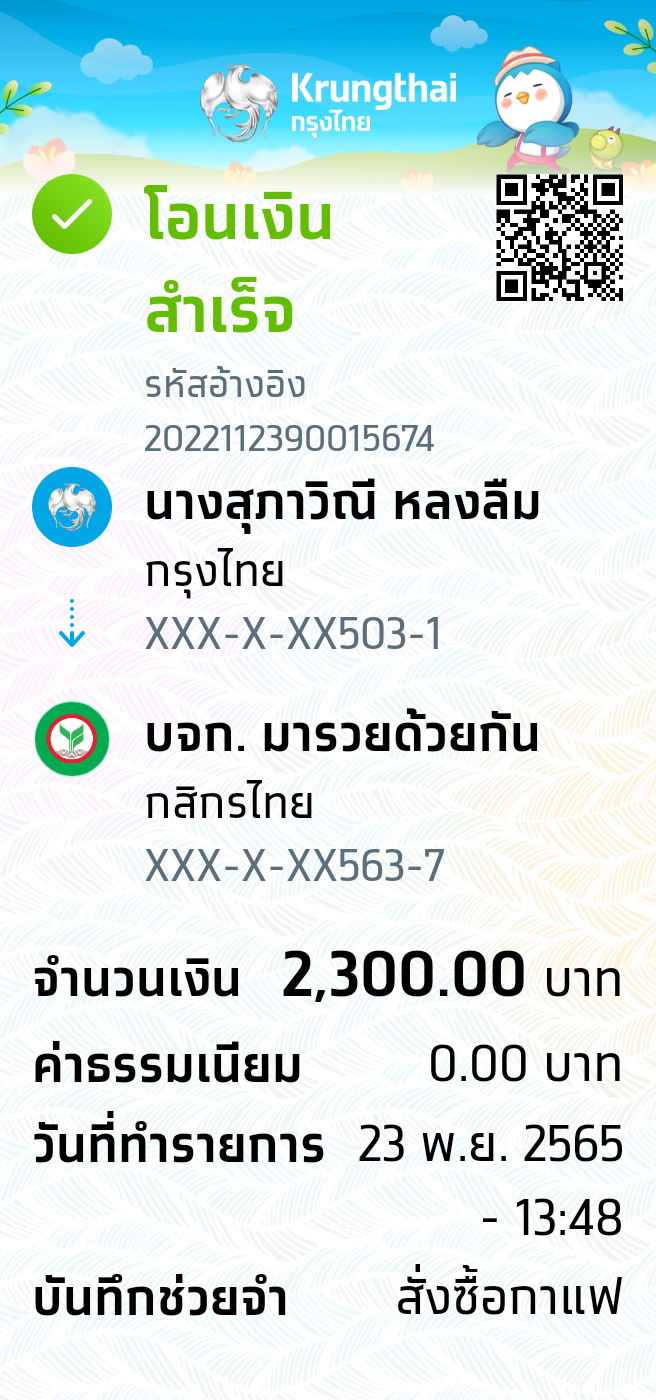 Krungthai
กรุงไทย
โอนเงิน
สำเร็จ
รหัสอ้างอิง
2022112390015674
นางสุภาวิณี หลงลืม
กรุงไทย
XXX-X-XX503-1
บจก. มารวยด้วยกัน
กสิกรไทย
XXX-X-XX563-7
จำนวนเงิน 2,300.00 บาท
ค่าธรรมเนียม 0.00 บาท
วันที่ทำรายการ 23 พ.ย. 2565
- 13:48
บันทึกช่วยจำ สั่งซื้อกาแฟ